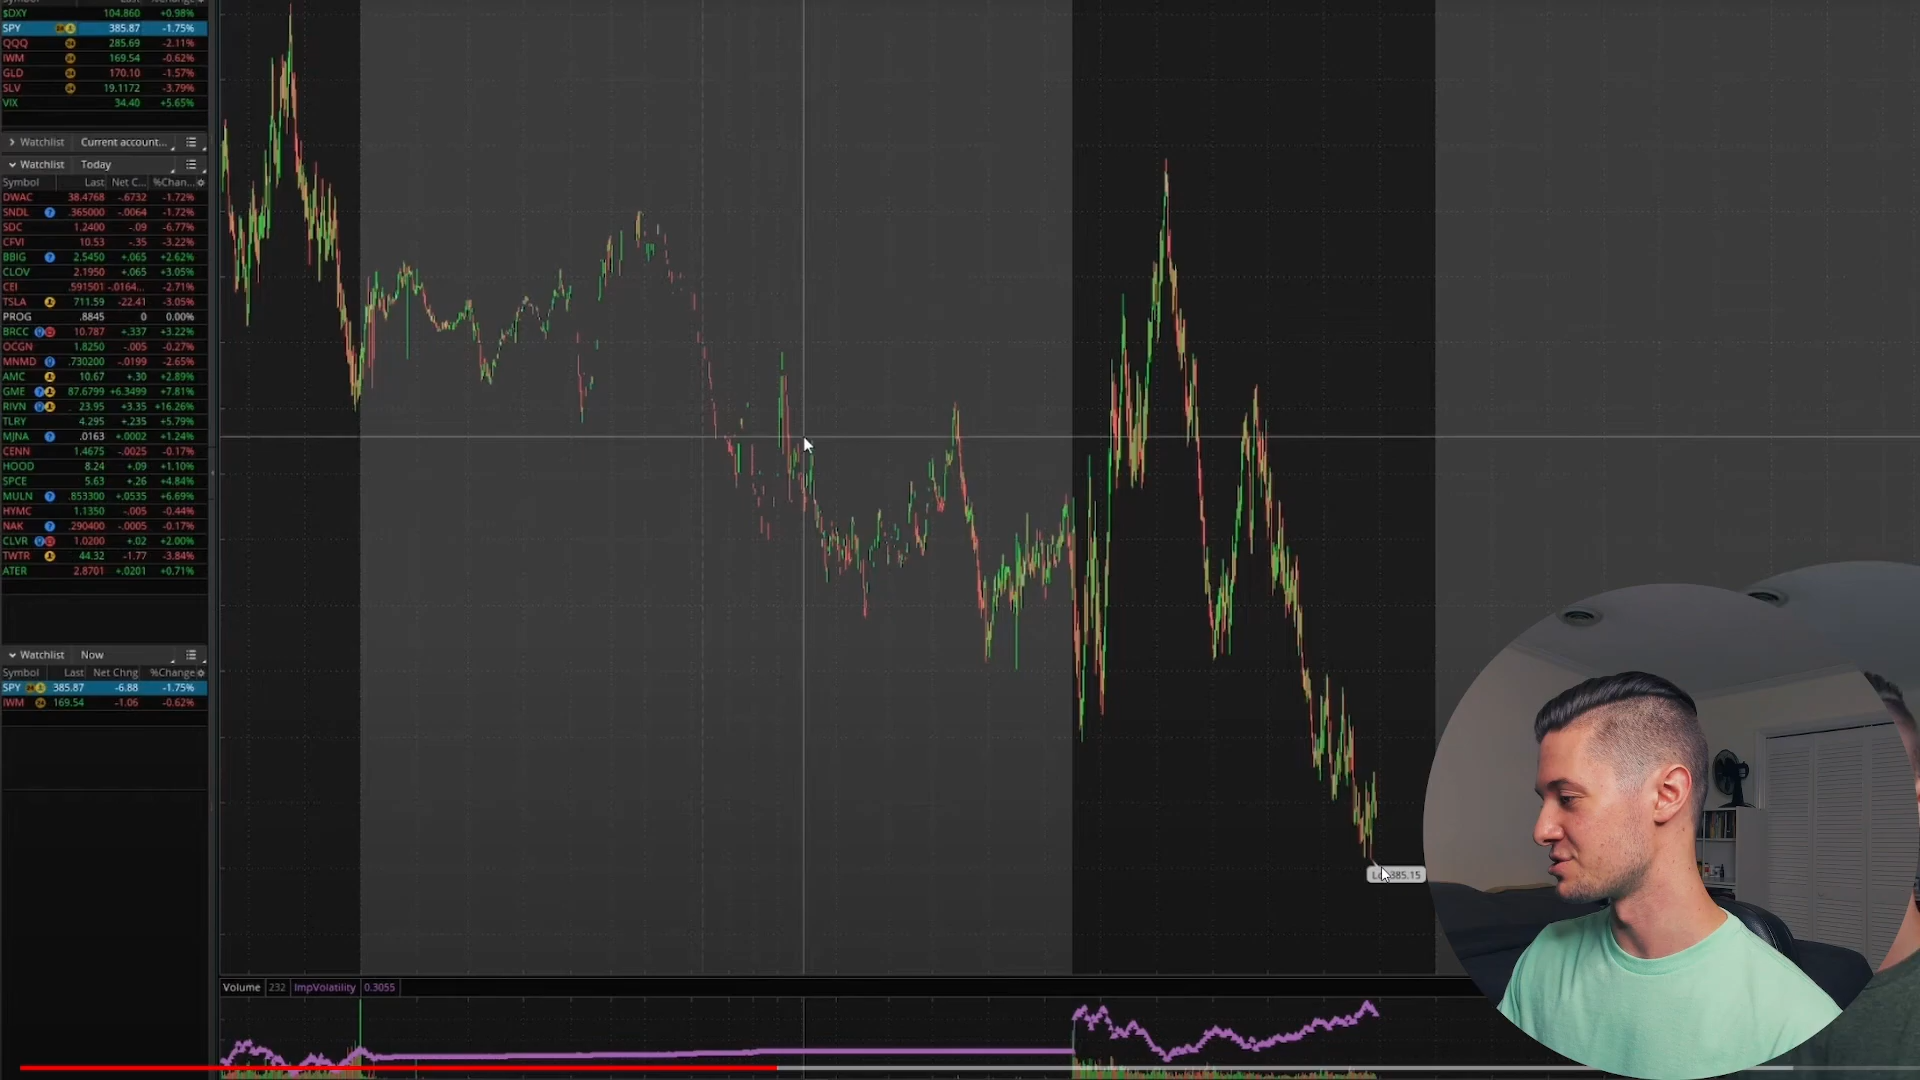 $DXY 104.860 +0.98%
SPY 385.87 -1.75%
QQQ 285.69 -2.11%
IWM 169.54 -0.62%
GLD 170.10 -1.57%
SLV 19.1172 -3.79%
VIX 34.40 +5.65%
Watchlist Current account...
Watchlist Today
Symbol Last Net C... %Chan...
DWAC 38.4768 -.6732 -1.72%
SNDL .365000 -.0064 -1.72%
SDC 1.2400 -.09 -6.77%
CFVI 10.53 -.35 -3.22%
BBIG 2.5450 +.065 +2.62%
CLOV 2.1950 +.065 +3.05%
CEI .591501 -.0164... -2.71%
TSLA 711.59 -22.41 -3.05%
PROG .8845 0 0.00%
BRCC 10.787 +.337 +3.22%
OCGN 1.8250 -.005 -0.27%
MNMD .730200 -.0199 -2.65%
AMC 10.67 +.30 +2.89%
GME 87.6799 +6.3499 +7.81%
RIVN 23.95 +3.35 +16.26%
TLRY 4.295 +.235 +5.79%
MJNA .0163 +.0002 +1.24%
CENN 1.4675 -.0025 -0.17%
HOOD 8.24 +.09 +1.10%
SPCE 5.63 +.26 +4.84%
MULN .853300 +.0535 +6.69%
HYMC 1.1350 -.005 -0.44%
NAK .290400 -.0005 -0.17%
CLVR 1.0200 +.02 +2.00%
TWTR 44.32 -1.77 -3.84%
ATER 2.8701 +.0201 +0.71%
Watchlist Now
Symbol Last Net Chng %Change
SPY 385.87 -6.88 -1.75%
IWM 169.54 -1.06 -0.62%
385.15
Volume 232 ImpVolatility 0.3055